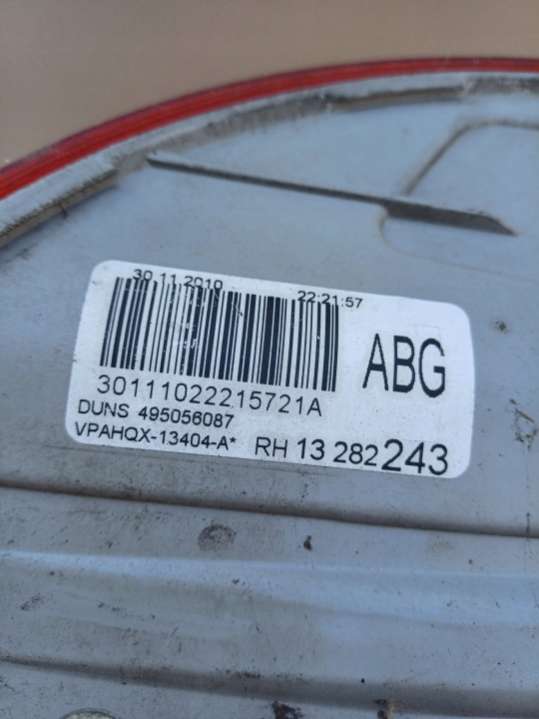 30.11.2010 22:21:57
ABG
30111022215721A
DUNS 495056087
VPAHQX-13404-A* RH 13 282 243